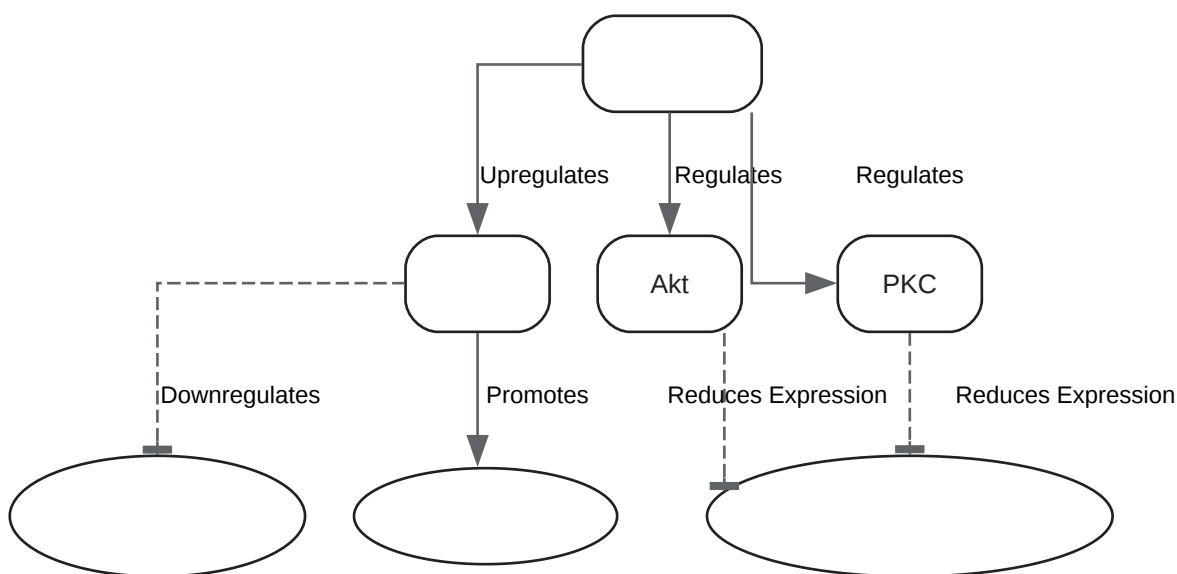 Upregulates
Regulates
Regulates
Akt
PKC
Downregulates
Promotes
Reduces Expression
Reduces Expression